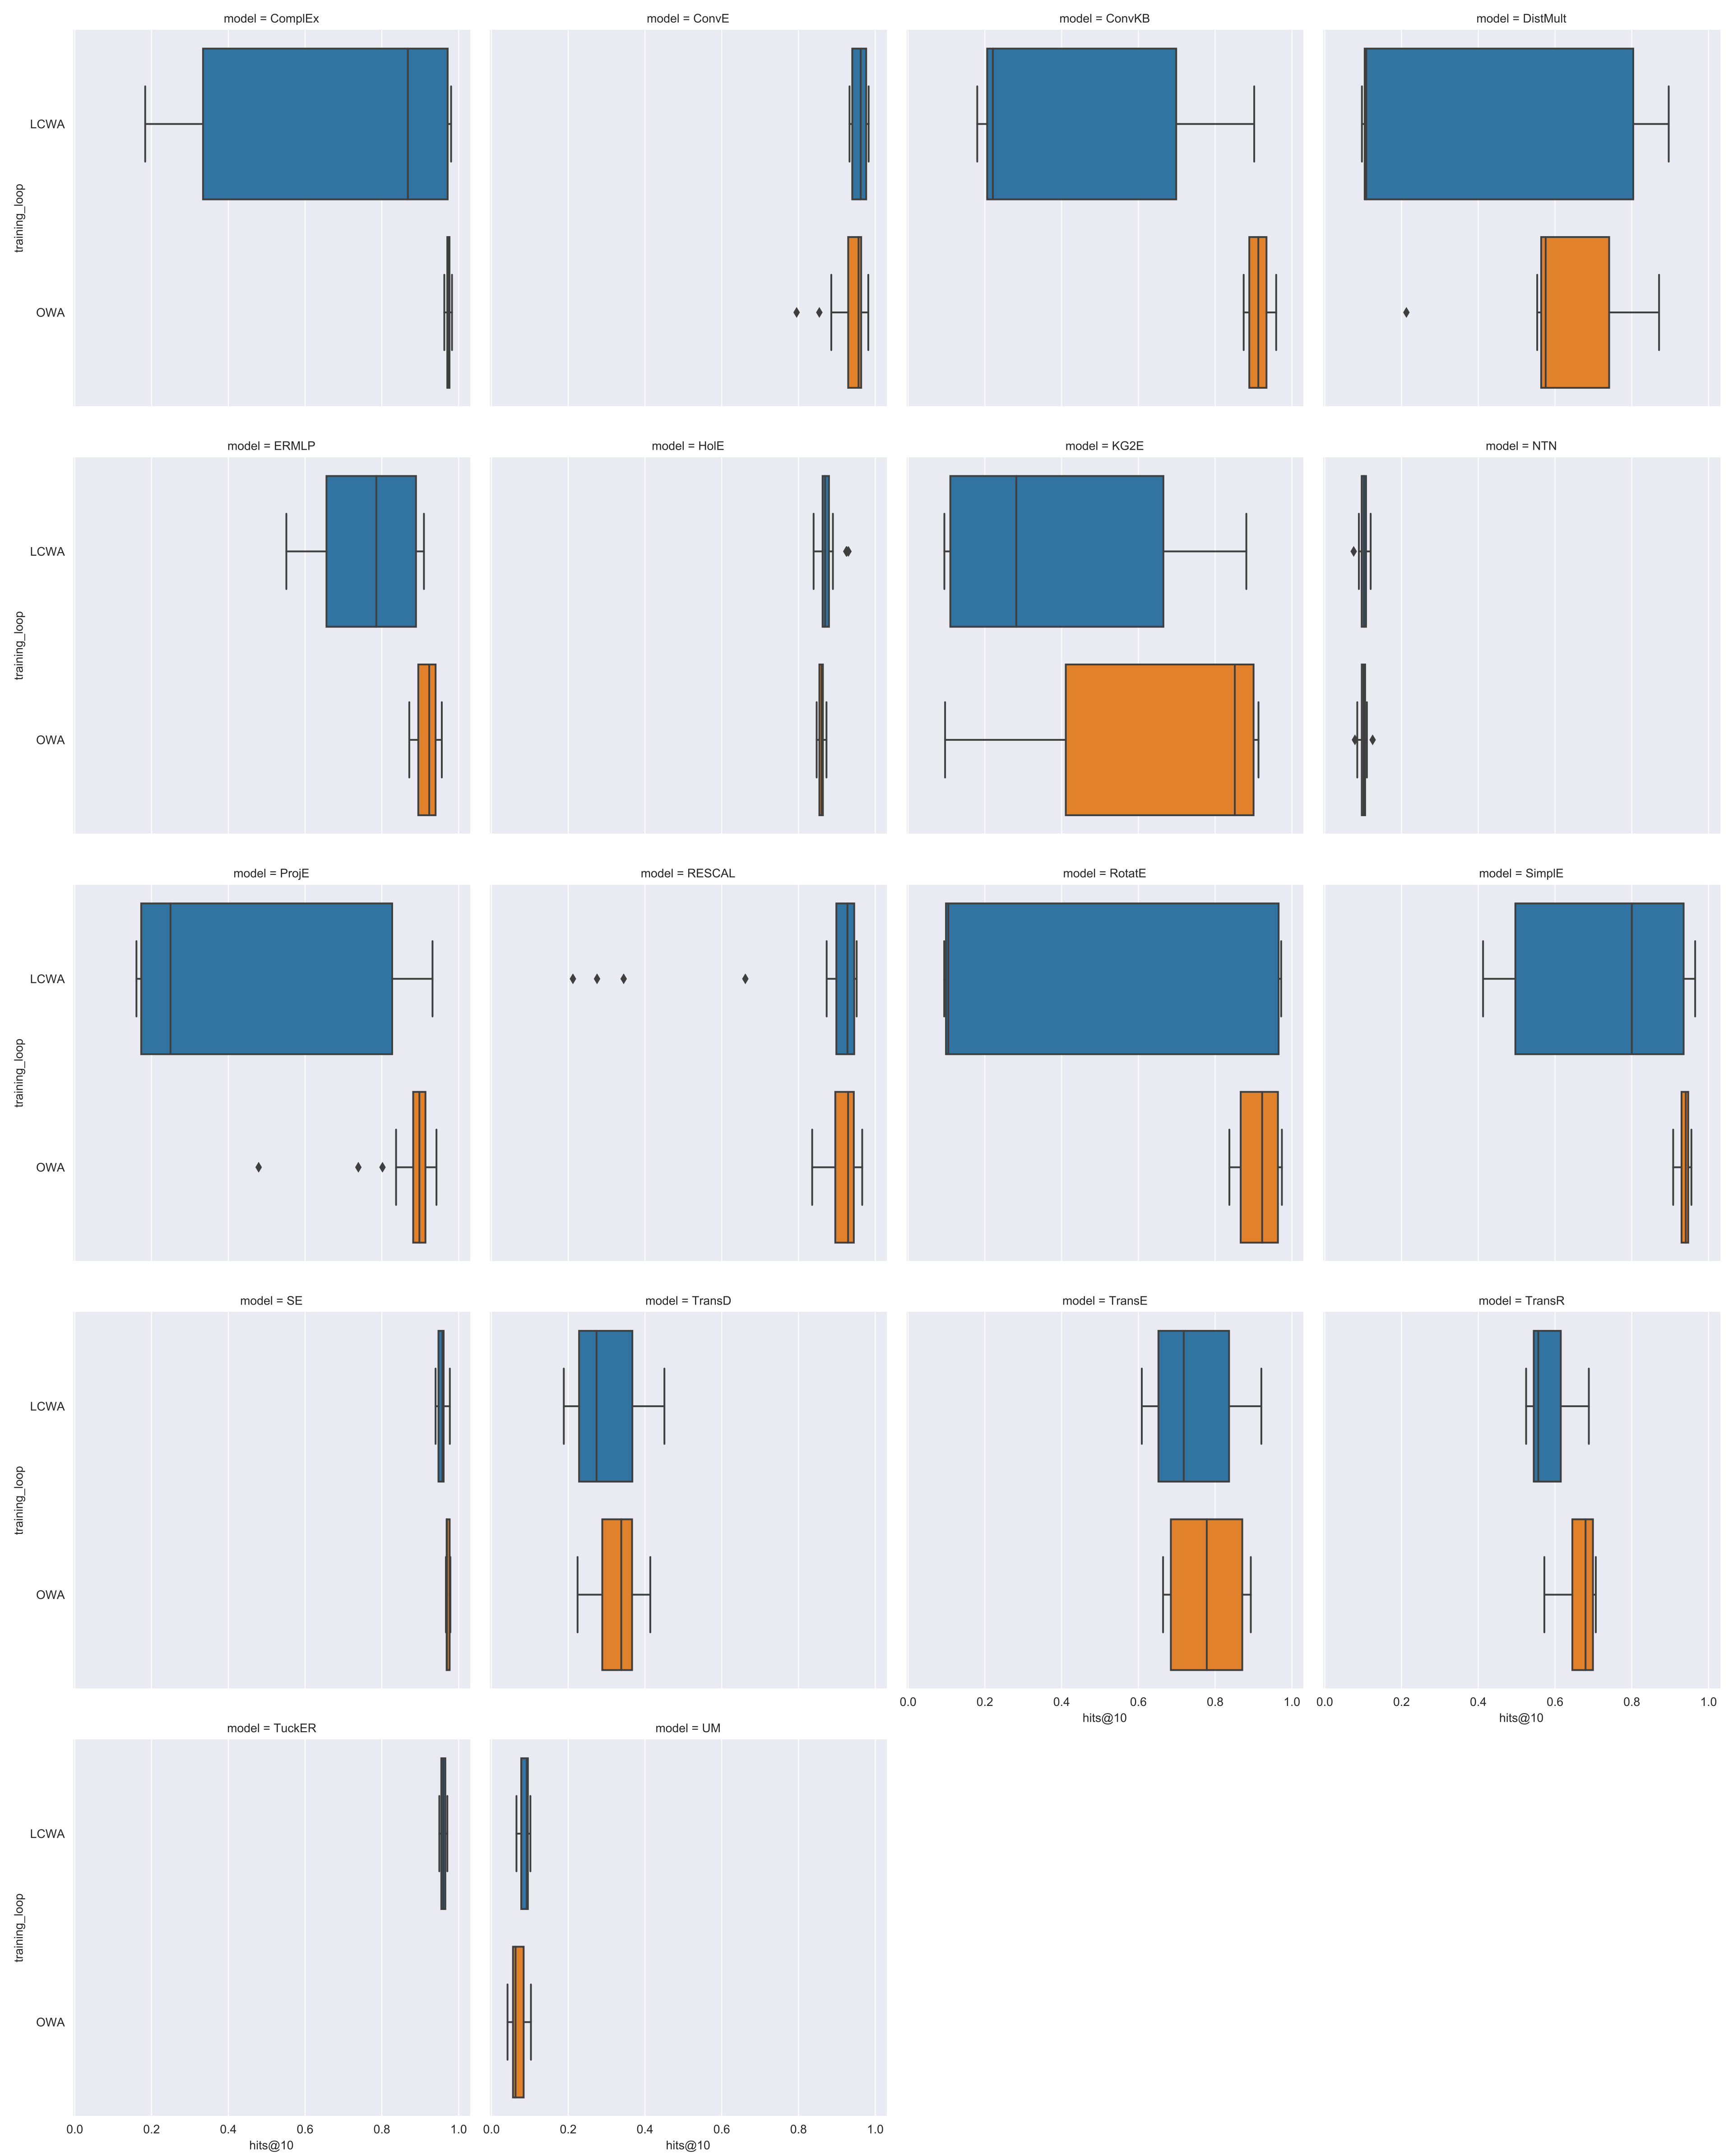 model = ComplEx
model = ConvE
model = ConvKB
model = DistMult
LCWA
training_loop
OWA
model = ERMLP
model = HolE
model = KG2E
model = NTN
LCWA
training_loop
OWA
model = ProjE
model = RESCAL
model = RotatE
model = SimplE
LCWA
training_loop
OWA
model = SE
model = TransD
model = TransE
model = TransR
LCWA
training_loop
OWA
0.0 0.2 0.4 0.6 0.8 1.0
hits@10
0.0 0.2 0.4 0.6 0.8 1.0
hits@10
model = TuckER
model = UM
LCWA
training_loop
OWA
0.0 0.2 0.4 0.6 0.8 1.0
hits@10
0.0 0.2 0.4 0.6 0.8 1.0
hits@10